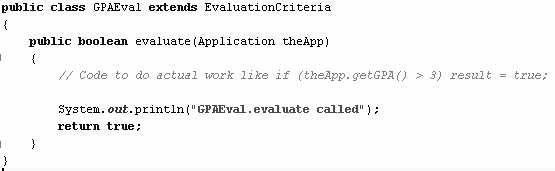 public class GPAEval extends EvaluationCriteria
{
public boolean evaluate(Application theApp)
{
// Code to do actual work like if (theApp.getGPA() > 3) result = true;
System.out.println("GPAEval.evaluate called");
return true;
}
}